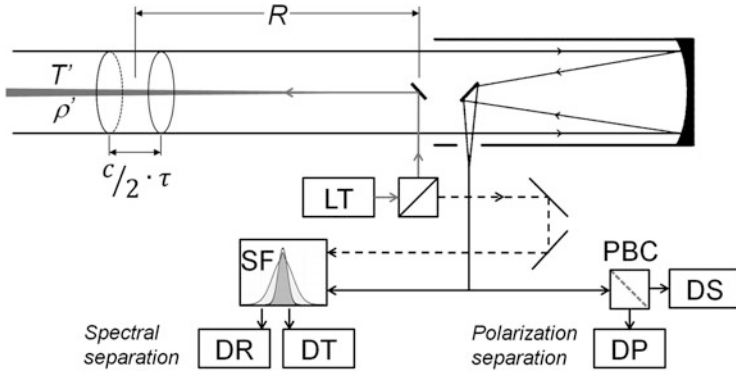 R
T'
ρ'
c/2 · τ
LT
SF
PBC
DS
Spectral
separation
DR
DT
Polarization
separation
DP